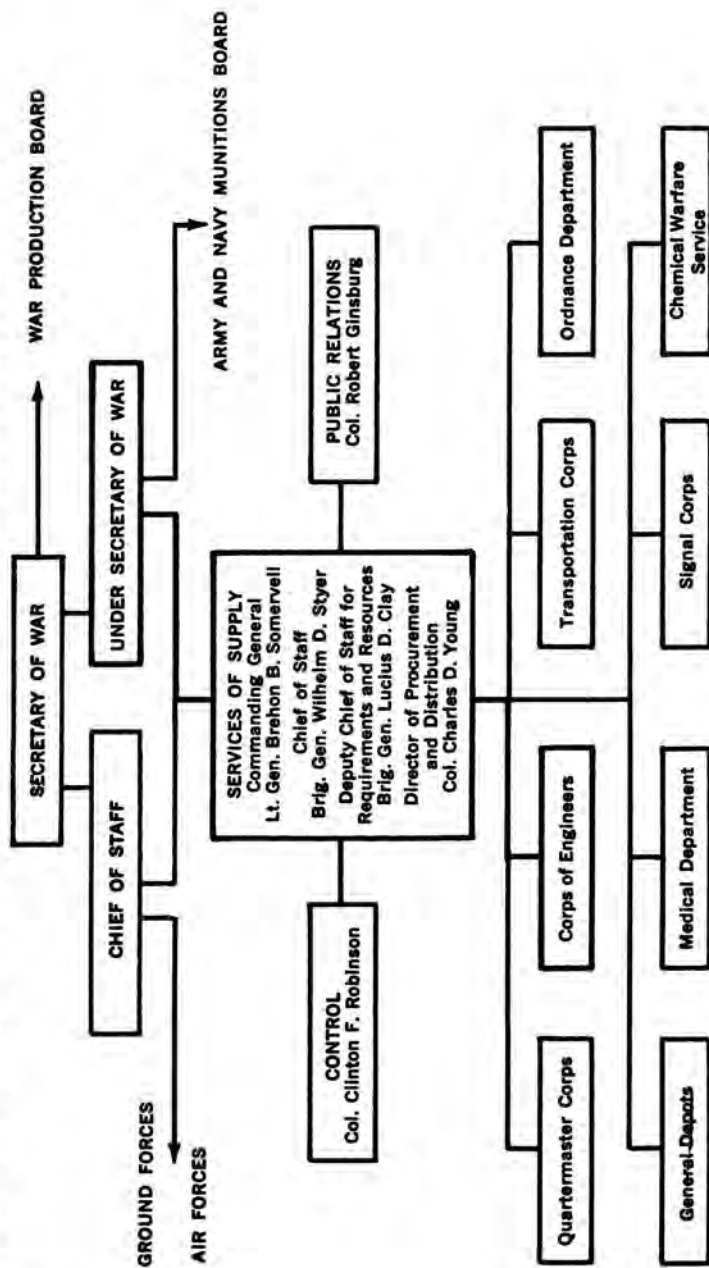 WAR PRODUCTION BOARD
SECRETARY OF WAR
CHIEF OF STAFF
UNDER SECRETARY OF WAR
GROUND FORCES
AIR FORCES
ARMY AND NAVY MUNITIONS BOARD
SERVICES OF SUPPLY
Commanding General
Lt. Gen. Brehon B. Somervell
Chief of Staff
Brig. Gen. Wilhelm D. Styer
Deputy Chief of Staff for
Requirements and Resources
Brig. Gen. Lucius D. Clay
Director of Procurement
and Distribution
Col. Charles D. Young
CONTROL
Col. Clinton F. Robinson
PUBLIC RELATIONS
Col. Robert Ginsburg
Quartermaster Corps
Corps of Engineers
Transportation Corps
Ordnance Department
General Depots
Medical Department
Signal Corps
Chemical Warfare
Service